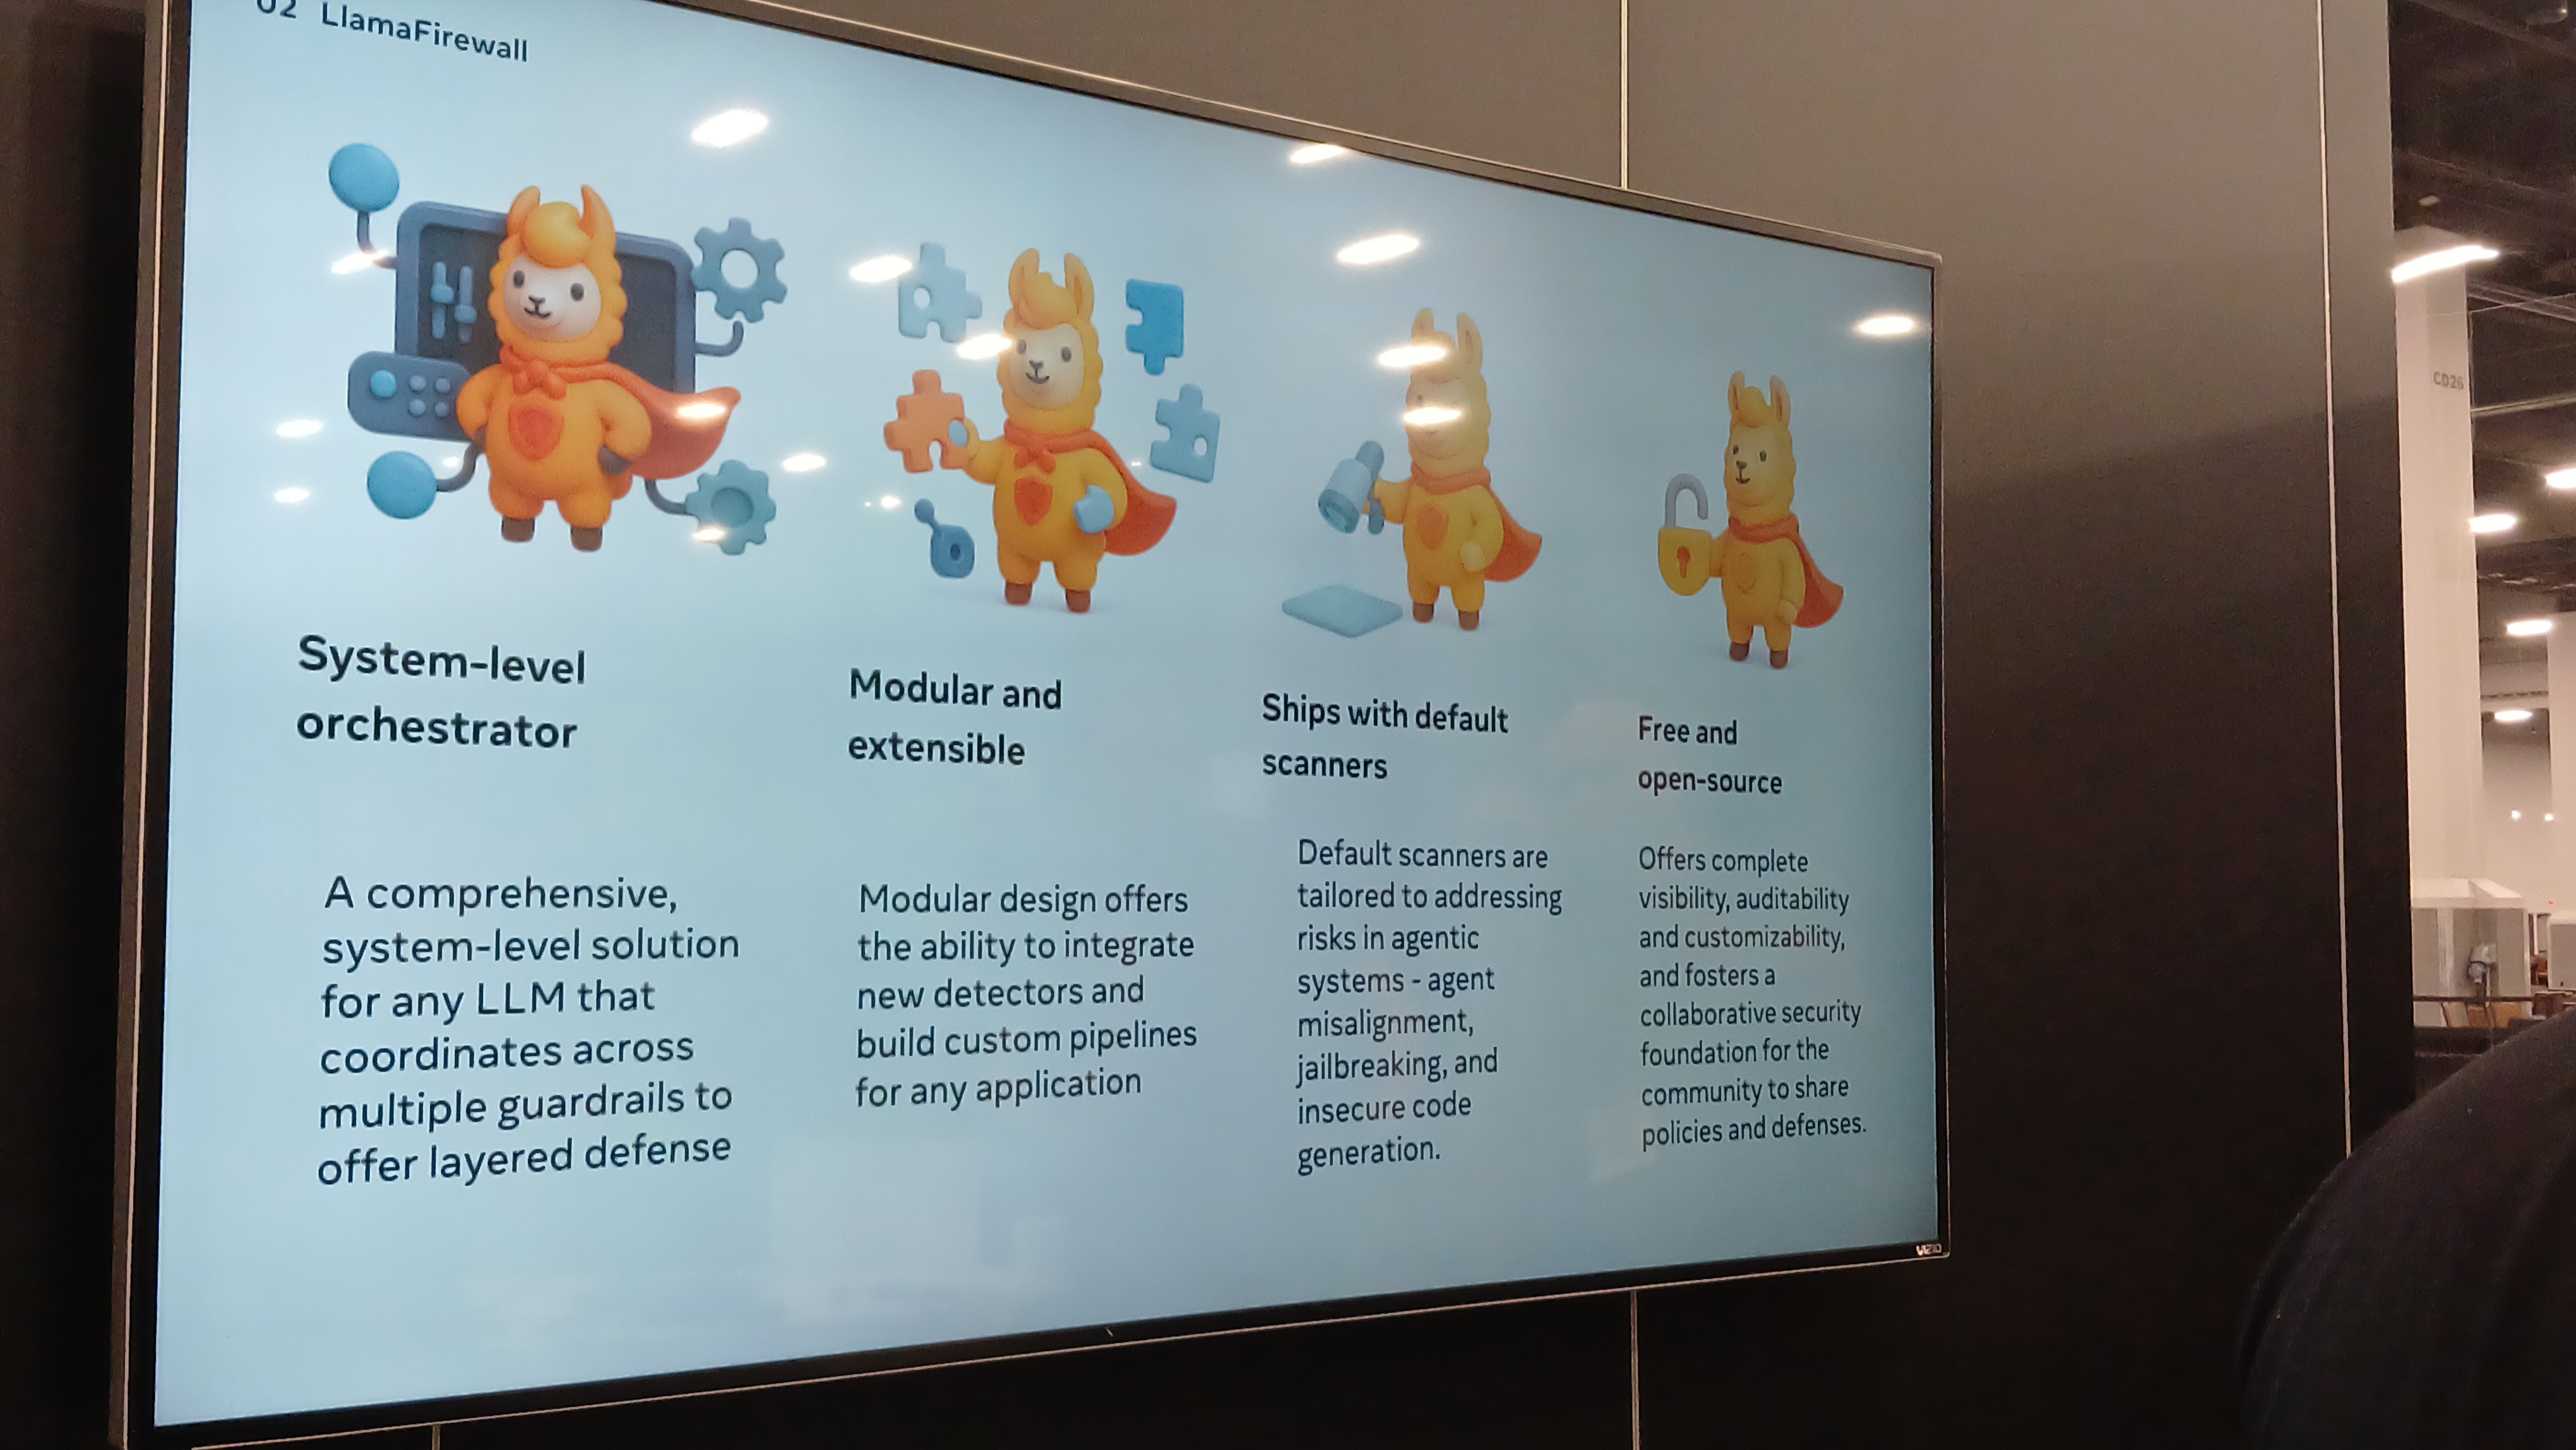 02 LlamaFirewall
System-level
orchestrator
A comprehensive,
system-level solution
for any LLM that
coordinates across
multiple guardrails to
offer layered defense
Modular and
extensible
Modular design offers
the ability to integrate
new detectors and
build custom pipelines
for any application
Ships with default
scanners
Default scanners are
tailored to addressing
risks in agentic
systems - agent
misalignment,
jailbreaking, and
insecure code
generation.
Free and
open-source
Offers complete
visibility, auditability
and customizability,
and fosters a
collaborative security
foundation for the
community to share
policies and defenses.
VIZIO
CD26